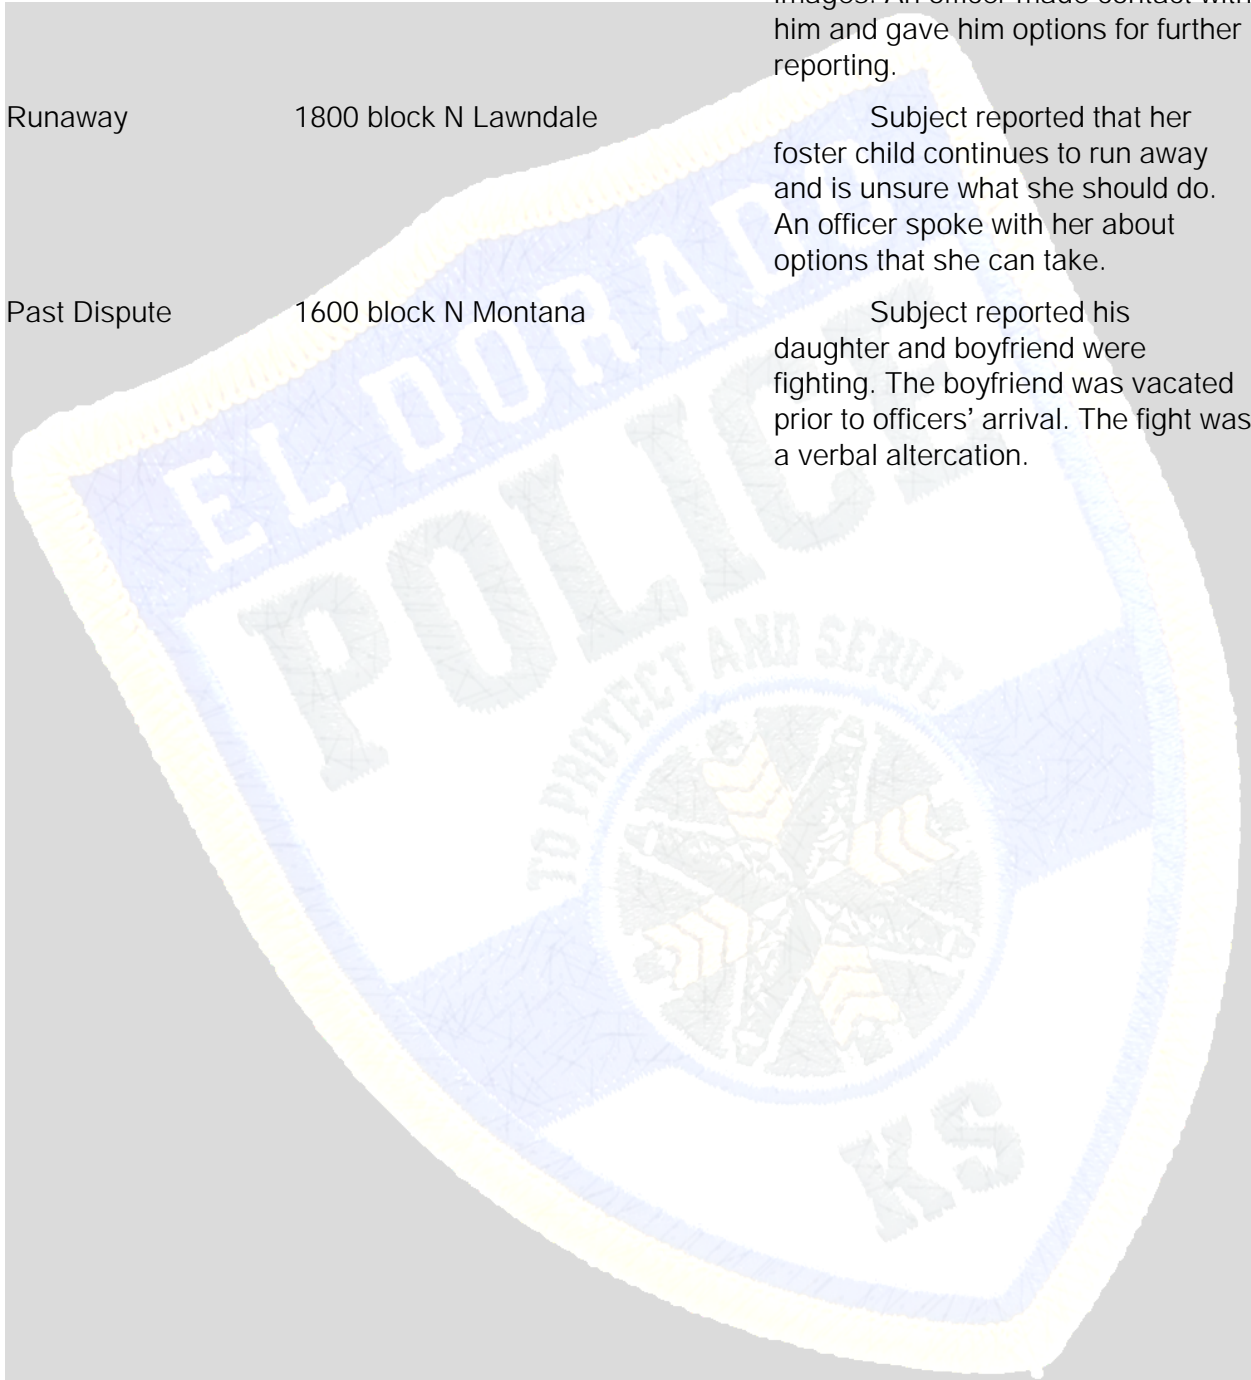 him and gave him options for further
reporting.
Runaway 1800 block N Lawndale Subject reported that her
foster child continues to run away
and is unsure what she should do.
An officer spoke with her about
options that she can take.
Past Dispute 1600 block N Montana Subject reported his
daughter and boyfriend were
fighting. The boyfriend was vacated
prior to officers’ arrival. The fight was
a verbal altercation.
EL DORADO
POLICE
TO PROTECT AND SERVE
KS